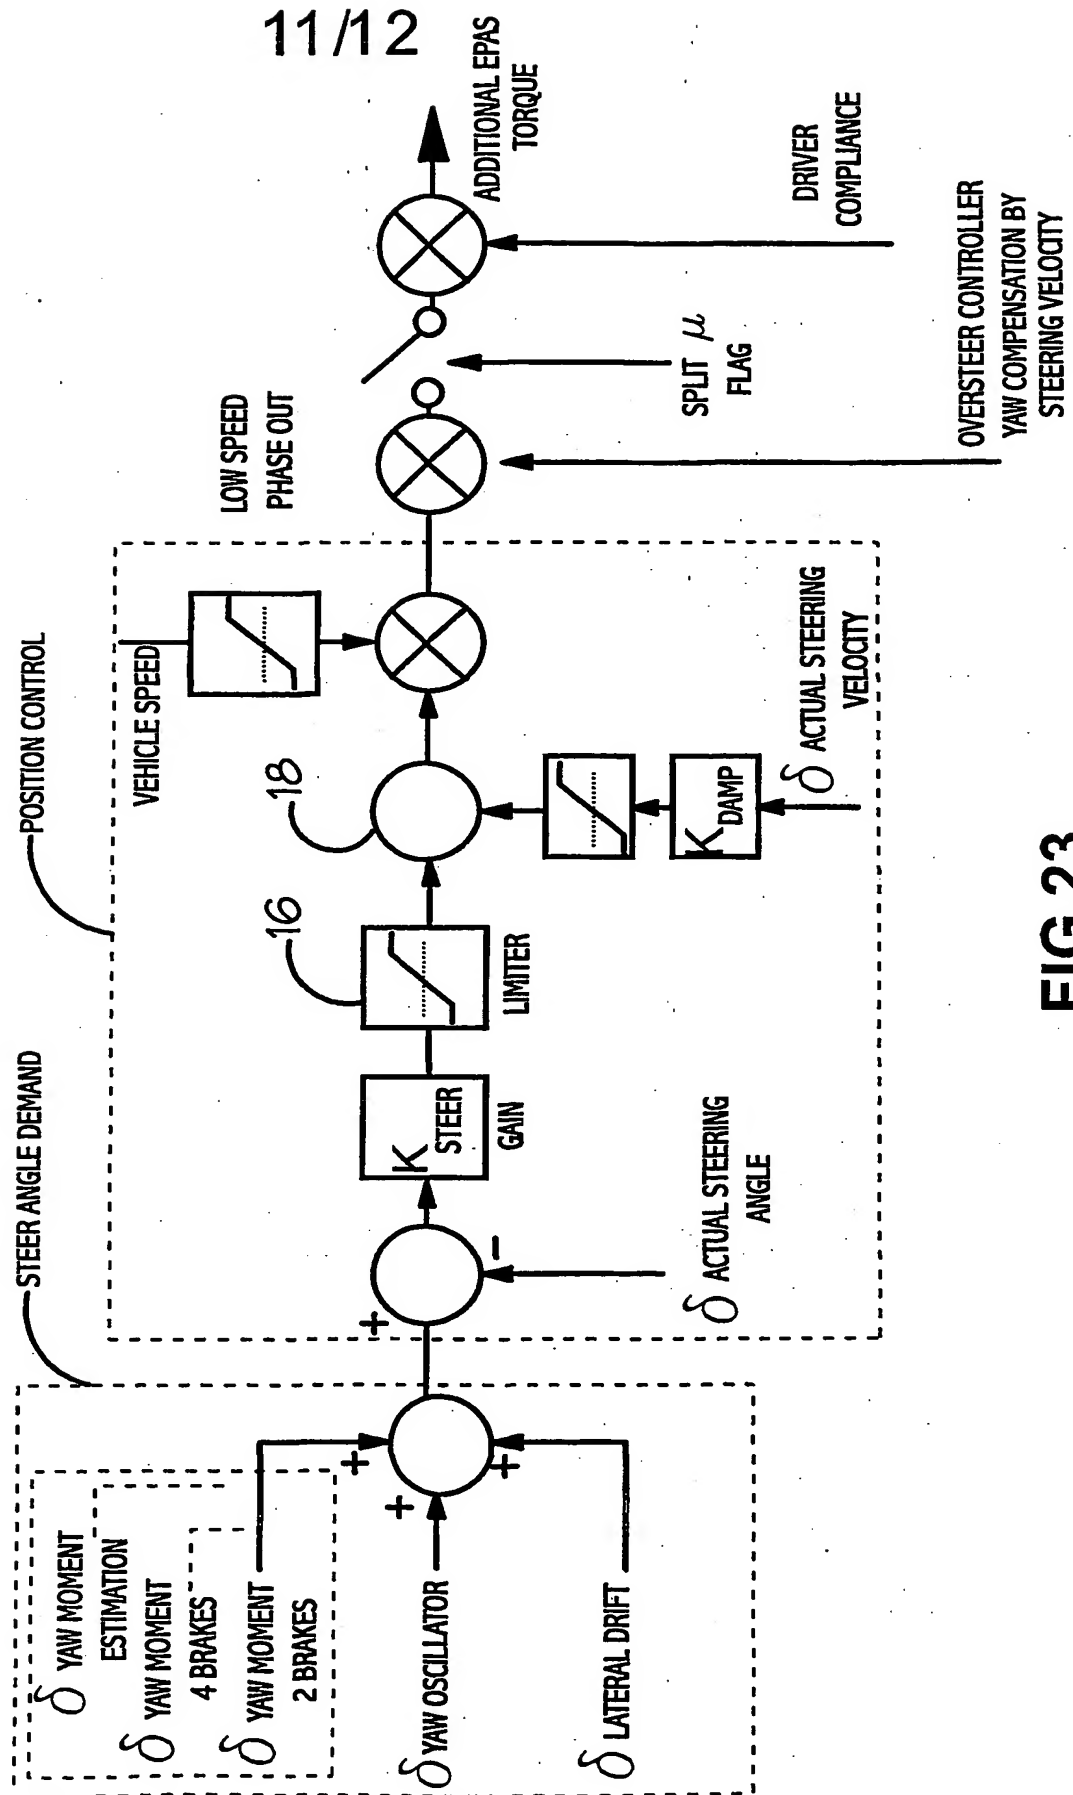 11/12
STEER ANGLE DEMAND
POSITION CONTROL
δ YAW MOMENT
ESTIMATION
δ YAW MOMENT
4 BRAKES
δ YAW MOMENT
2 BRAKES
δ YAW OSCILLATOR
δ LATERAL DRIFT
+
+
+
+
-
δ ACTUAL STEERING
ANGLE
K STEER
GAIN
16
LIMITER
18
VEHICLE SPEED
K DAMP
δ ACTUAL STEERING
VELOCITY
LOW SPEED
PHASE OUT
OVERSTEER CONTROLLER
YAW COMPENSATION BY
STEERING VELOCITY
SPLIT μ
FLAG
DRIVER
COMPLIANCE
ADDITIONAL EPAS
TORQUE
FIG 23